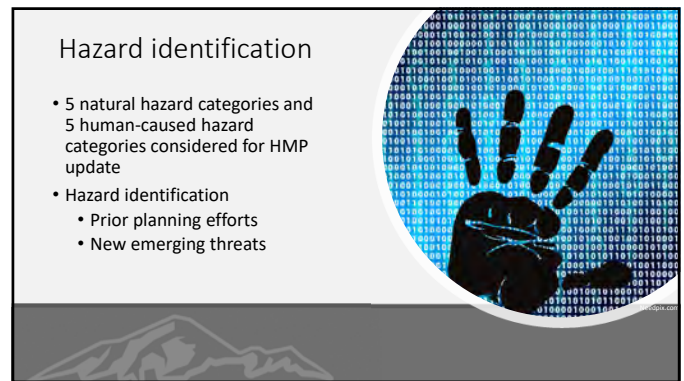 Hazard identification
• 5 natural hazard categories and
5 human-caused hazard
categories considered for HMP
update
• Hazard identification
• Prior planning efforts
• New emerging threats